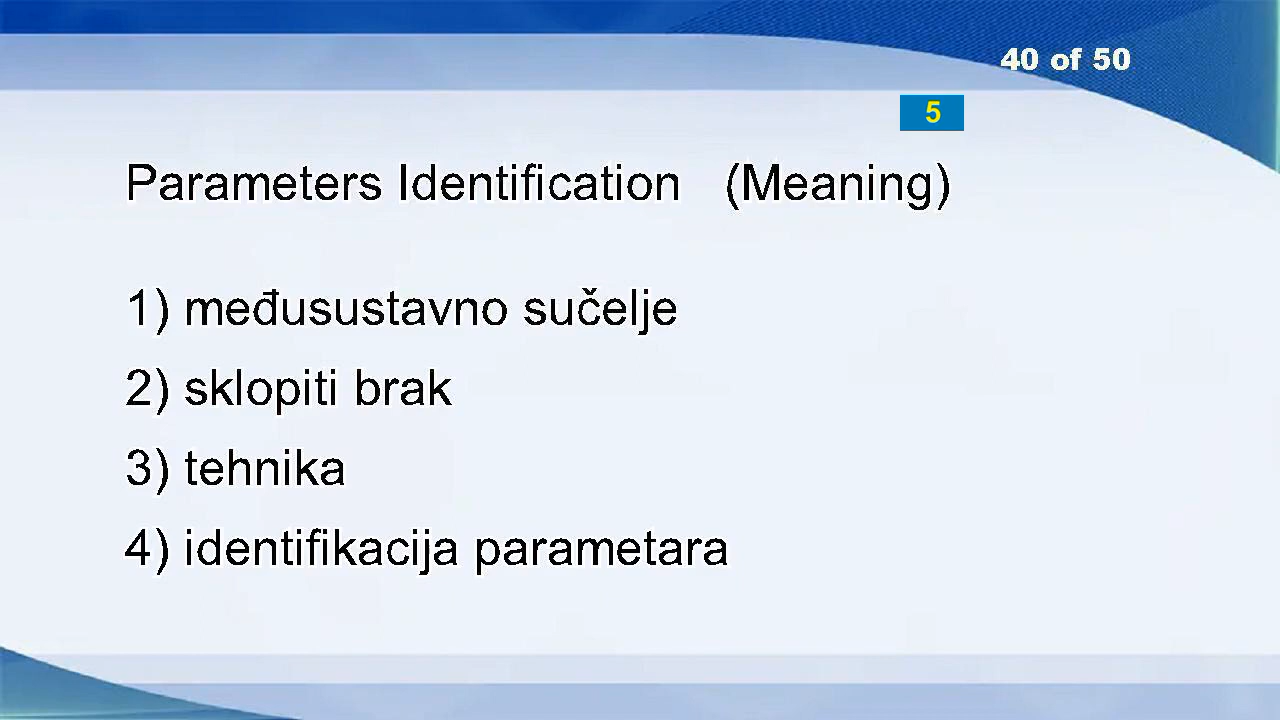 40 of 50
5
Parameters Identification (Meaning)
1) međusustavno sučelje
2) sklopiti brak
3) tehnika
4) identifikacija parametara